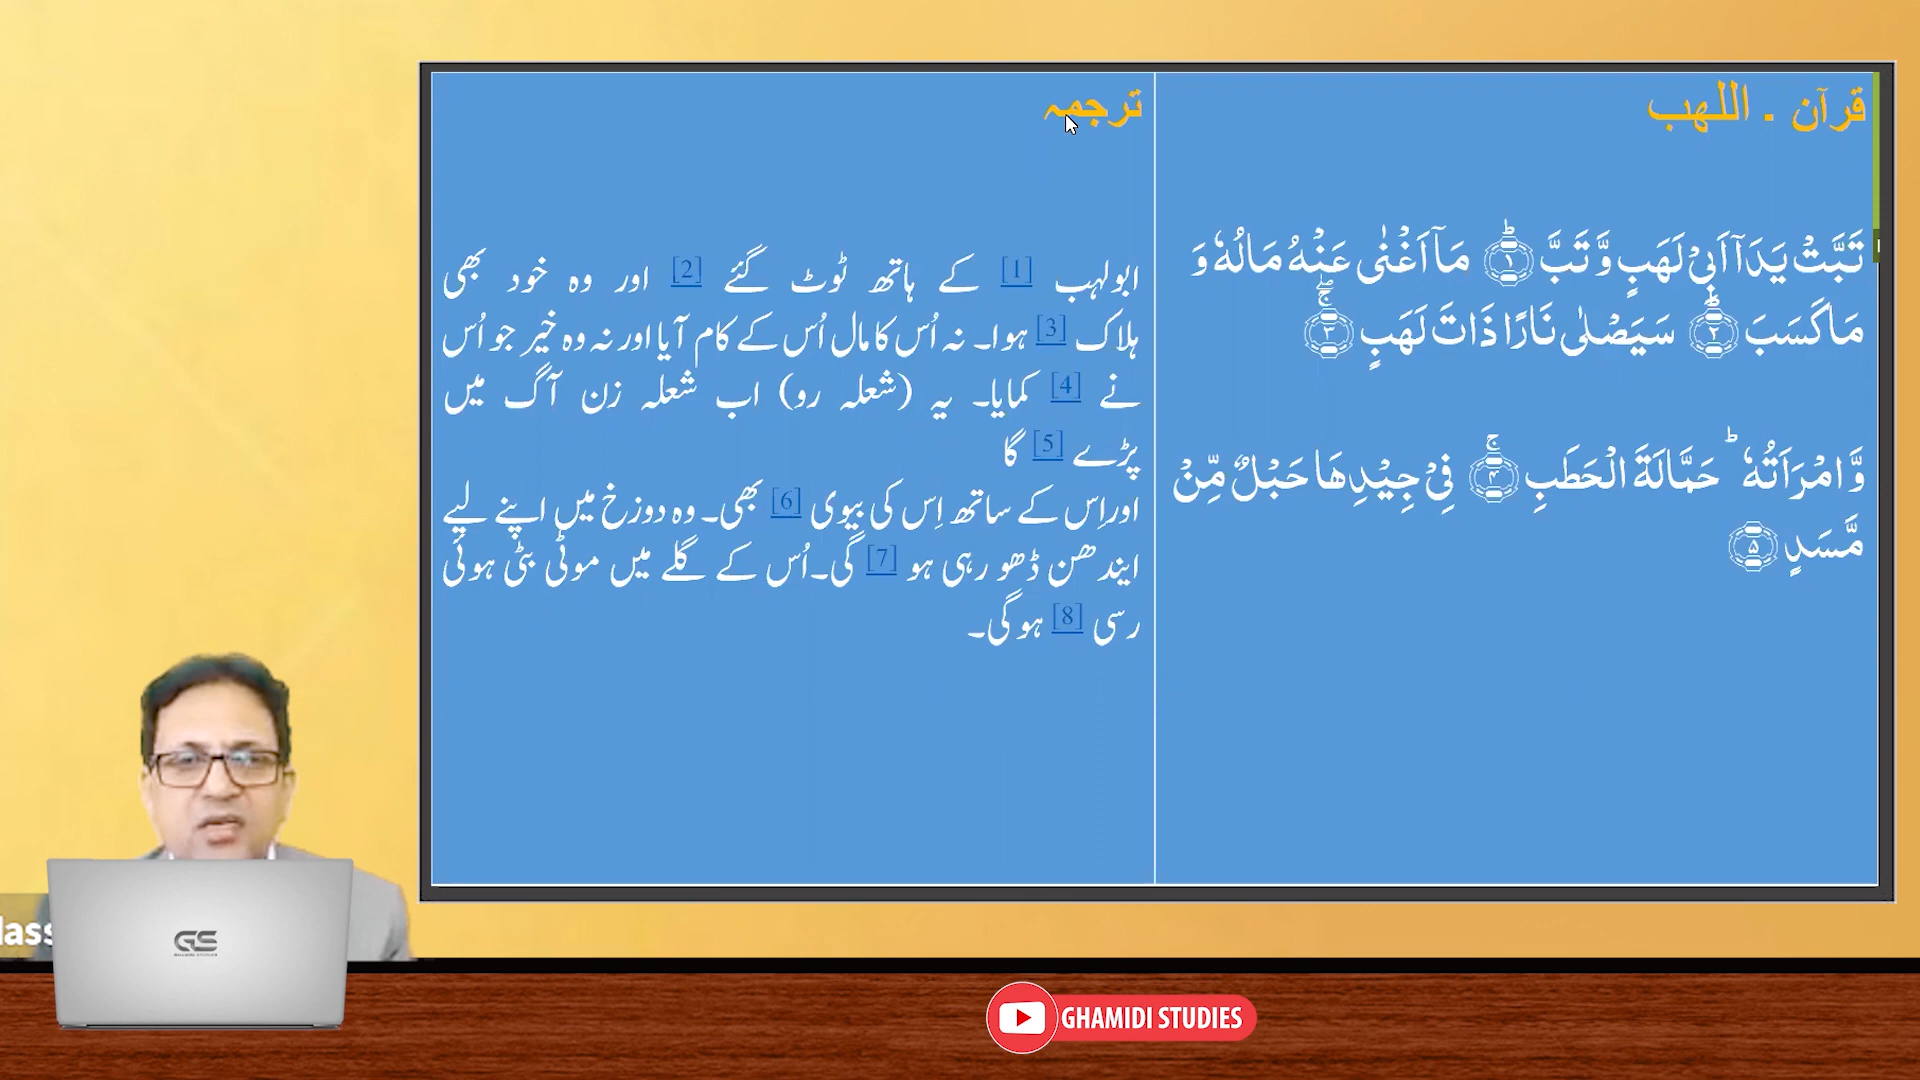 قرآن ۔ اللھب
تَبَّتْ يَدَاۤ اَبِيْ لَهَبٍ وَّ تَبَّ ؕ ﴿۱﴾ مَاۤ اَغْنٰى عَنْهُ مَالُهٗ وَ
مَا كَسَبَ ؕ ﴿۲﴾ سَيَصْلٰى نَارًا ذَاتَ لَهَبٍ ۖۚ ﴿۳﴾
وَّ امْرَاَتُهٗ ؕ حَمَّالَةَ الْحَطَبِ ۚ ﴿۴﴾ فِيْ جِيْدِهَا حَبْلٌ مِّنْ
مَّسَدٍ ﴿۵﴾
ترجمہ
ابولہب [1] کے ہاتھ ٹوٹ گئے [2] اور وہ خود بھی
ہلاک [3] ہوا۔ نہ اُس کا مال اُس کے کام آیا اور نہ وہ خیر جو اُس
نے [4] کمایا۔ یہ (شعلہ رو) اب شعلہ زن آگ میں
پڑے [5] گا
اور اِس کے ساتھ اِس کی بیوی [6] بھی۔ وہ دوزخ میں اپنے لیے
ایندھن ڈھو رہی ہو [7] گی۔ اُس کے گلے میں موٹی بٹی ہوئی
رسی [8] ہو گی۔
lass
GS
GHAMIDI STUDIES